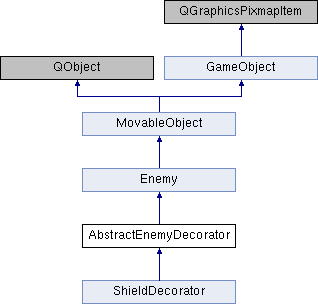 QGraphicsPixmapItem
QObject
GameObject
MovableObject
Enemy
AbstractEnemyDecorator
ShieldDecorator